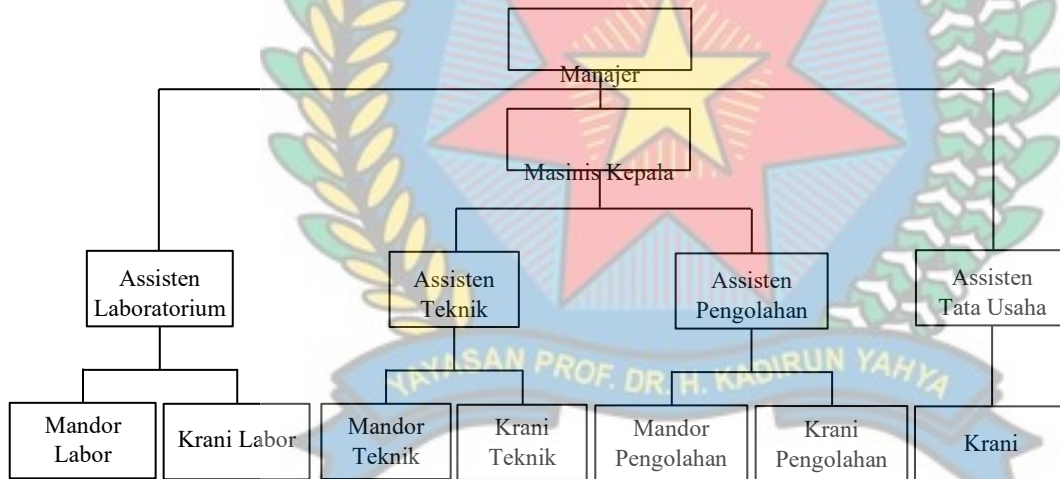 Manajer
Masinis Kepala
Assisten
Laboratorium
Assisten
Teknik
Assisten
Pengolahan
Assisten
Tata Usaha
YAYASAN PROF. DR. H. KADIRUN YAHYA
Mandor
Labor
Krani Labor
Mandor
Teknik
Krani
Teknik
Mandor
Pengolahan
Krani
Pengolahan
Krani